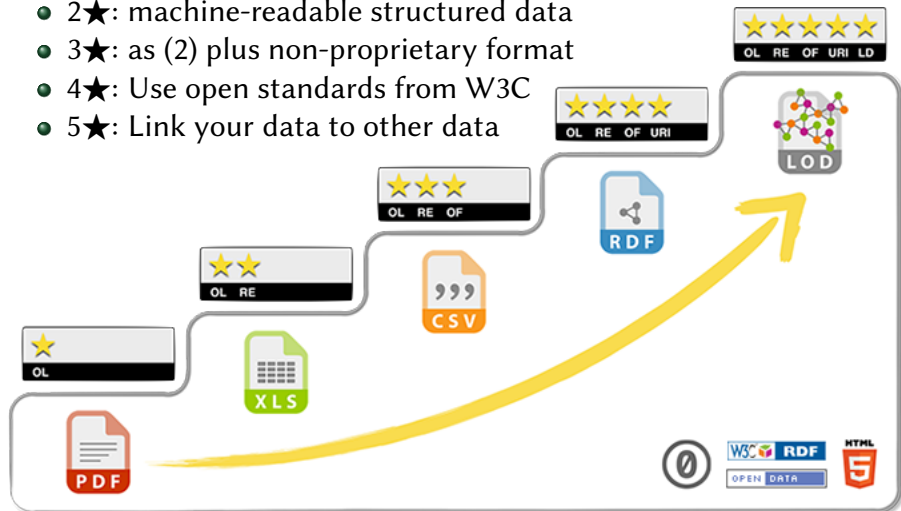 2★: machine-readable structured data
3★: as (2) plus non-proprietary format
4★: Use open standards from W3C
5★: Link your data to other data
OL RE OF URI LD
LOD
OL RE OF URI
RDF
OL RE OF
,,,
CSV
OL RE
XLS
OL
PDF
0
W3C RDF
OPEN DATA
HTML
5